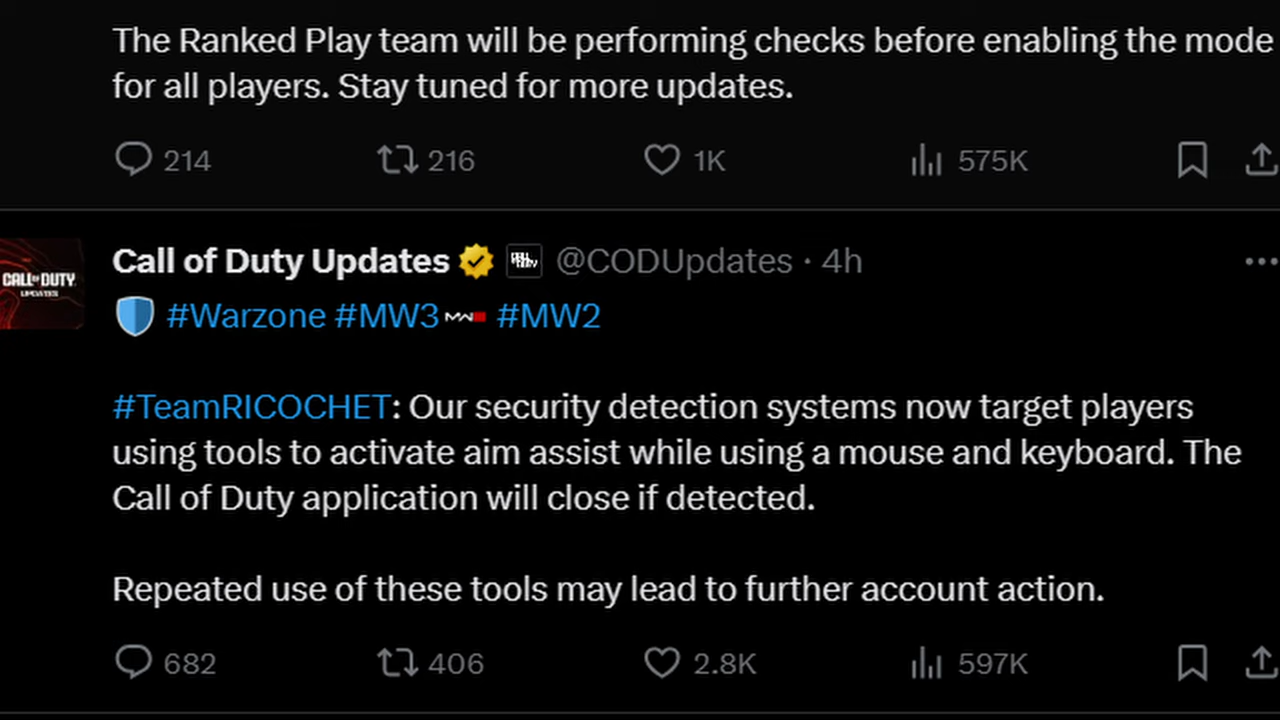 The Ranked Play team will be performing checks before enabling the mode
for all players. Stay tuned for more updates.
214 216 1K 575K
CALL OF DUTY
UPDATES
Call of Duty Updates @CODUpdates · 4h
#Warzone #MW3 #MW2
#TeamRICOCHET: Our security detection systems now target players
using tools to activate aim assist while using a mouse and keyboard. The
Call of Duty application will close if detected.
Repeated use of these tools may lead to further account action.
682 406 2.8K 597K